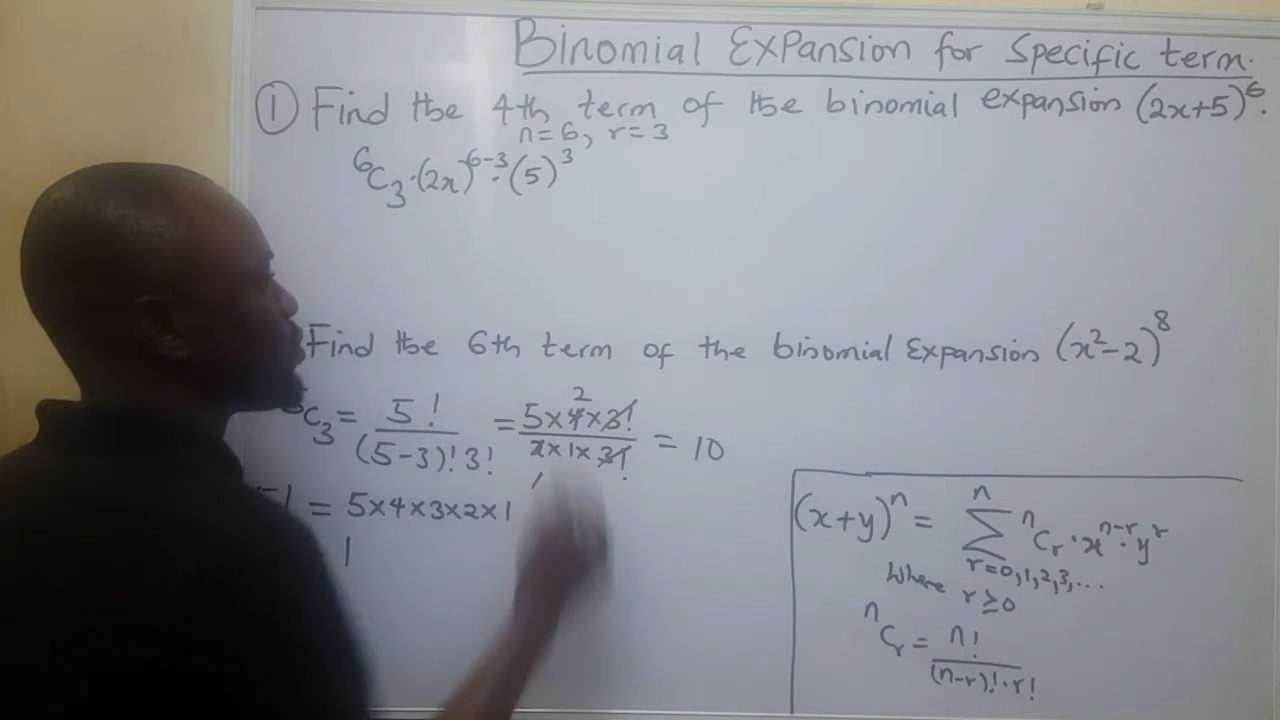 Binomial Expansion for Specific term.
① Find the 4th term of the binomial expansion (2x+5)⁶.
n=6, r=3
⁶C₃·(2x)⁶⁻³·(5)³
Find the 6th term of the binomial Expansion (x²-2)⁸
C₃ = 5!/(5-3)!3! = 5×4×3!/2×1×3! = 10
2
1
! = 5×4×3×2×1
1
(x+y)ⁿ = n∑r=0,1,2,3,... ⁿCᵣ·xⁿ⁻ʳ·yʳ
where r≥0
ⁿCᵣ = n!/(n-r)!·r!